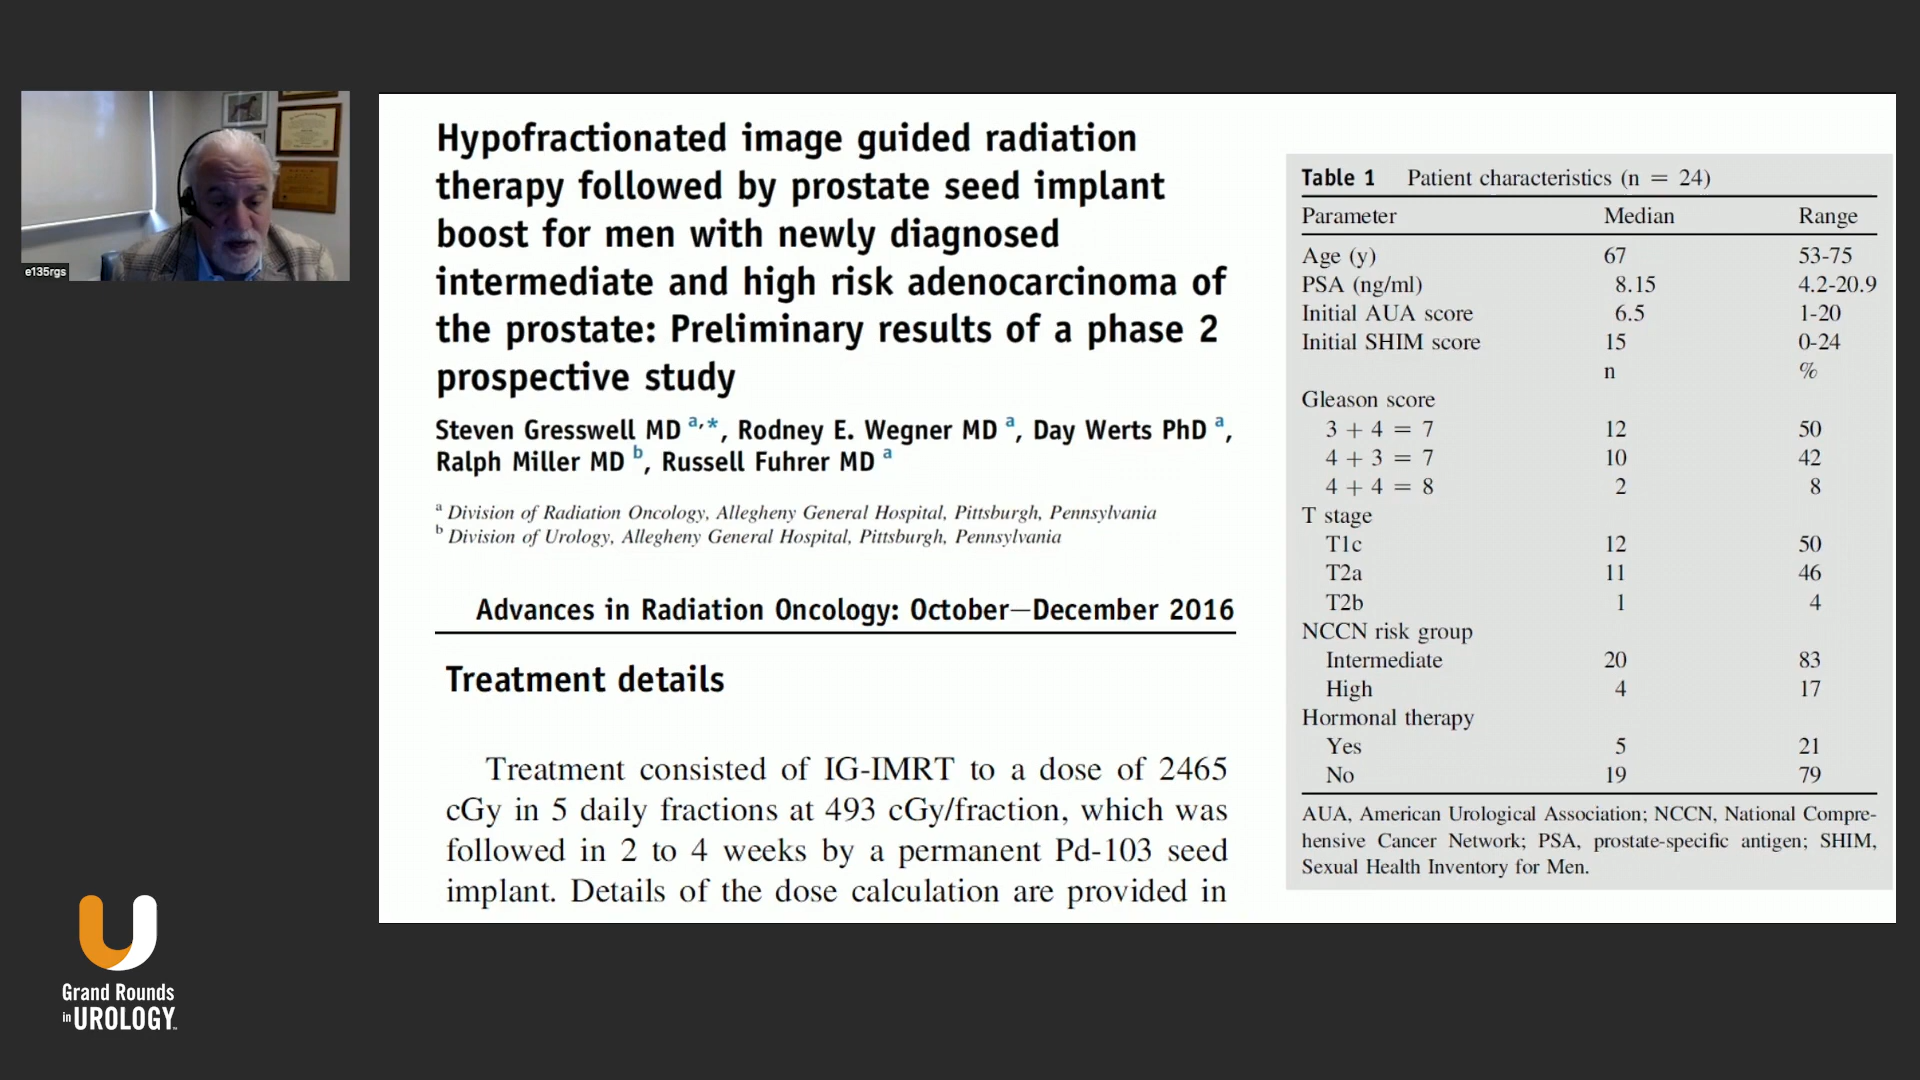 e135rgs
Hypofractionated image guided radiation
therapy followed by prostate seed implant
boost for men with newly diagnosed
intermediate and high risk adenocarcinoma of
the prostate: Preliminary results of a phase 2
prospective study
Steven Gresswell MD a,*, Rodney E. Wegner MD a, Day Werts PhD a,
Ralph Miller MD b, Russell Fuhrer MD a
a Division of Radiation Oncology, Allegheny General Hospital, Pittsburgh, Pennsylvania
b Division of Urology, Allegheny General Hospital, Pittsburgh, Pennsylvania
Advances in Radiation Oncology: October—December 2016
Treatment details
Treatment consisted of IG-IMRT to a dose of 2465
cGy in 5 daily fractions at 493 cGy/fraction, which was
followed in 2 to 4 weeks by a permanent Pd-103 seed
implant. Details of the dose calculation are provided in
Table 1 Patient characteristics (n = 24)
Parameter Median Range
Age (y) 67 53-75
PSA (ng/ml) 8.15 4.2-20.9
Initial AUA score 6.5 1-20
Initial SHIM score 15 0-24
n %
Gleason score
3 + 4 = 7 12 50
4 + 3 = 7 10 42
4 + 4 = 8 2 8
T stage
T1c 12 50
T2a 11 46
T2b 1 4
NCCN risk group
Intermediate 20 83
High 4 17
Hormonal therapy
Yes 5 21
No 19 79
AUA, American Urological Association; NCCN, National Compre-
hensive Cancer Network; PSA, prostate-specific antigen; SHIM,
Sexual Health Inventory for Men.
Grand Rounds
in UROLOGY™